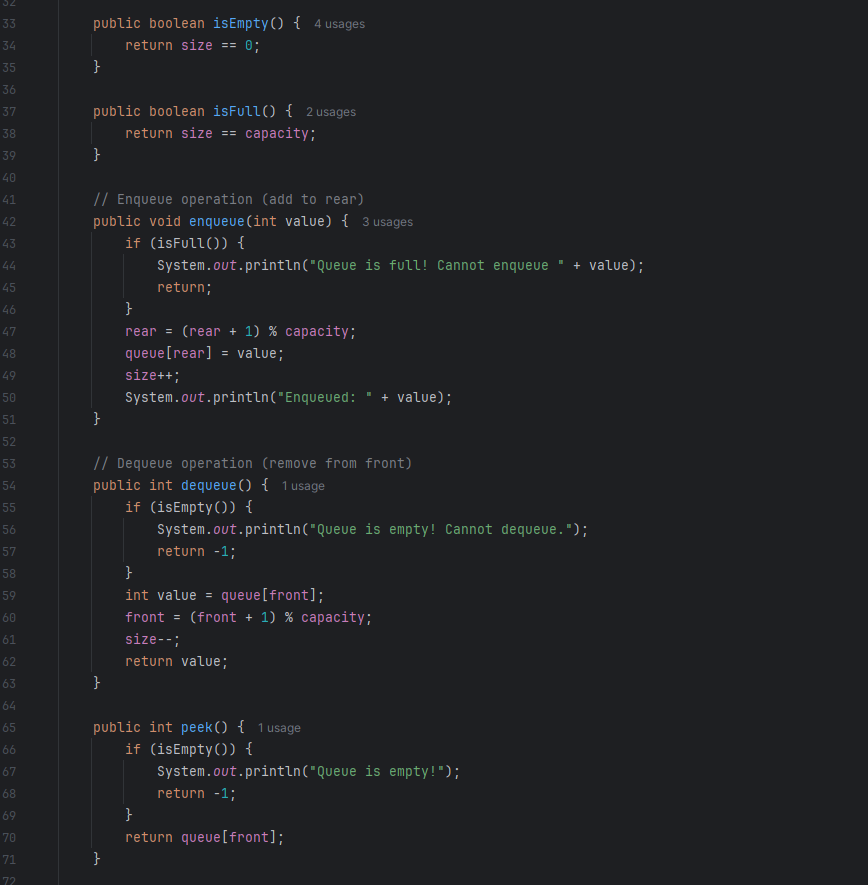 32
33 public boolean isEmpty() { 4 usages
34 return size == 0;
35 }
36
37 public boolean isFull() { 2 usages
38 return size == capacity;
39 }
40
41 // Enqueue operation (add to rear)
42 public void enqueue(int value) { 3 usages
43 if (isFull()) {
44 System.out.println("Queue is full! Cannot enqueue " + value);
45 return;
46 }
47 rear = (rear + 1) % capacity;
48 queue[rear] = value;
49 size++;
50 System.out.println("Enqueued: " + value);
51 }
52
53 // Dequeue operation (remove from front)
54 public int dequeue() { 1 usage
55 if (isEmpty()) {
56 System.out.println("Queue is empty! Cannot dequeue.");
57 return -1;
58 }
59 int value = queue[front];
60 front = (front + 1) % capacity;
61 size--;
62 return value;
63 }
64
65 public int peek() { 1 usage
66 if (isEmpty()) {
67 System.out.println("Queue is empty!");
68 return -1;
69 }
70 return queue[front];
71 }
72